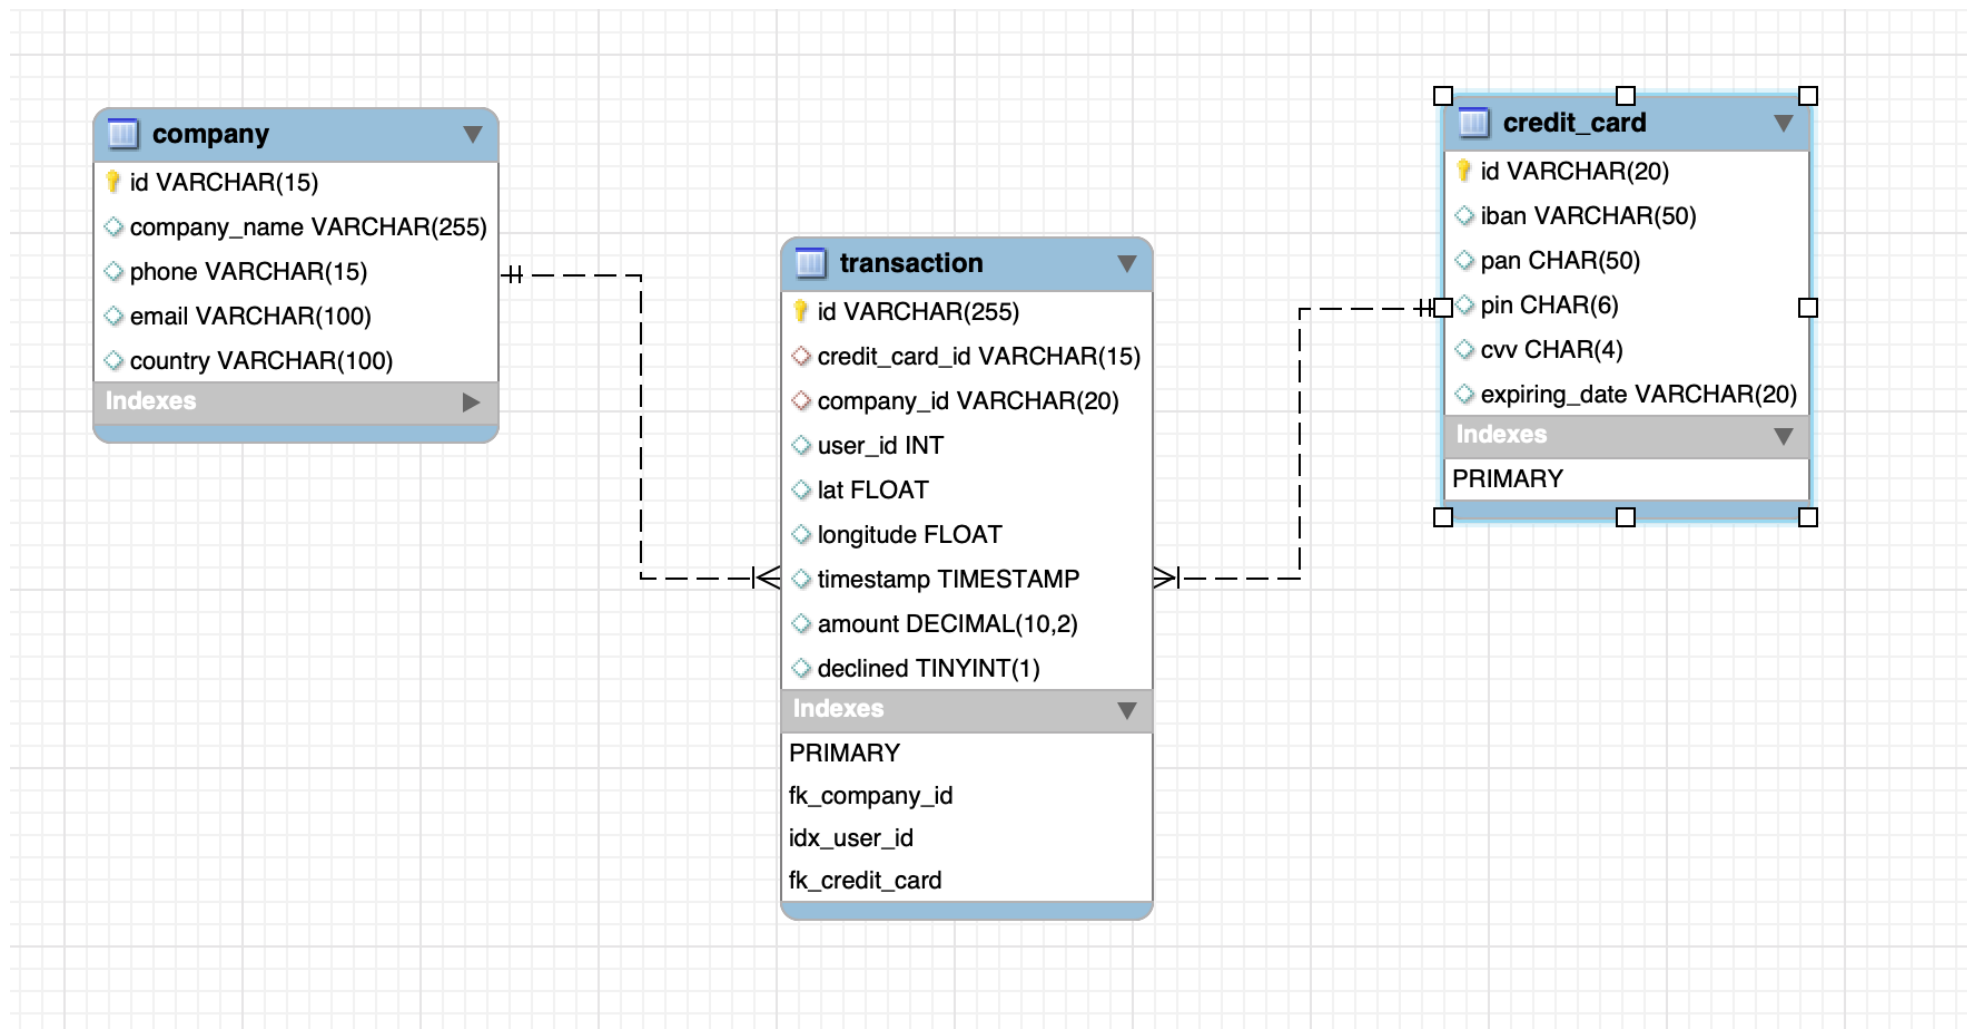 company
id VARCHAR(15)
company_name VARCHAR(255)
phone VARCHAR(15)
email VARCHAR(100)
country VARCHAR(100)
Indexes
transaction
id VARCHAR(255)
credit_card_id VARCHAR(15)
company_id VARCHAR(20)
user_id INT
lat FLOAT
longitude FLOAT
timestamp TIMESTAMP
amount DECIMAL(10,2)
declined TINYINT(1)
Indexes
PRIMARY
fk_company_id
idx_user_id
fk_credit_card
credit_card
id VARCHAR(20)
iban VARCHAR(50)
pan CHAR(50)
pin CHAR(6)
cvv CHAR(4)
expiring_date VARCHAR(20)
Indexes
PRIMARY